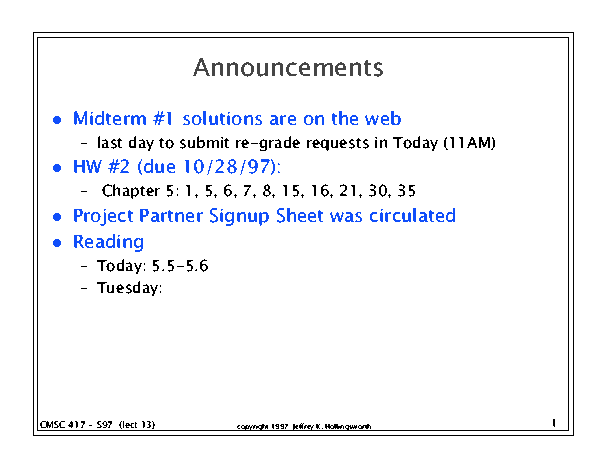 Announcements
● Midterm #1 solutions are on the web
– last day to submit re-grade requests in Today (11AM)
● HW #2 (due 10/28/97):
– Chapter 5: 1, 5, 6, 7, 8, 15, 16, 21, 30, 35
● Project Partner Signup Sheet was circulated
● Reading
– Today: 5.5-5.6
– Tuesday:
CMSC 417 - S97 (lect 13)
copyright 1997 Jeffrey K. Hollingsworth
1